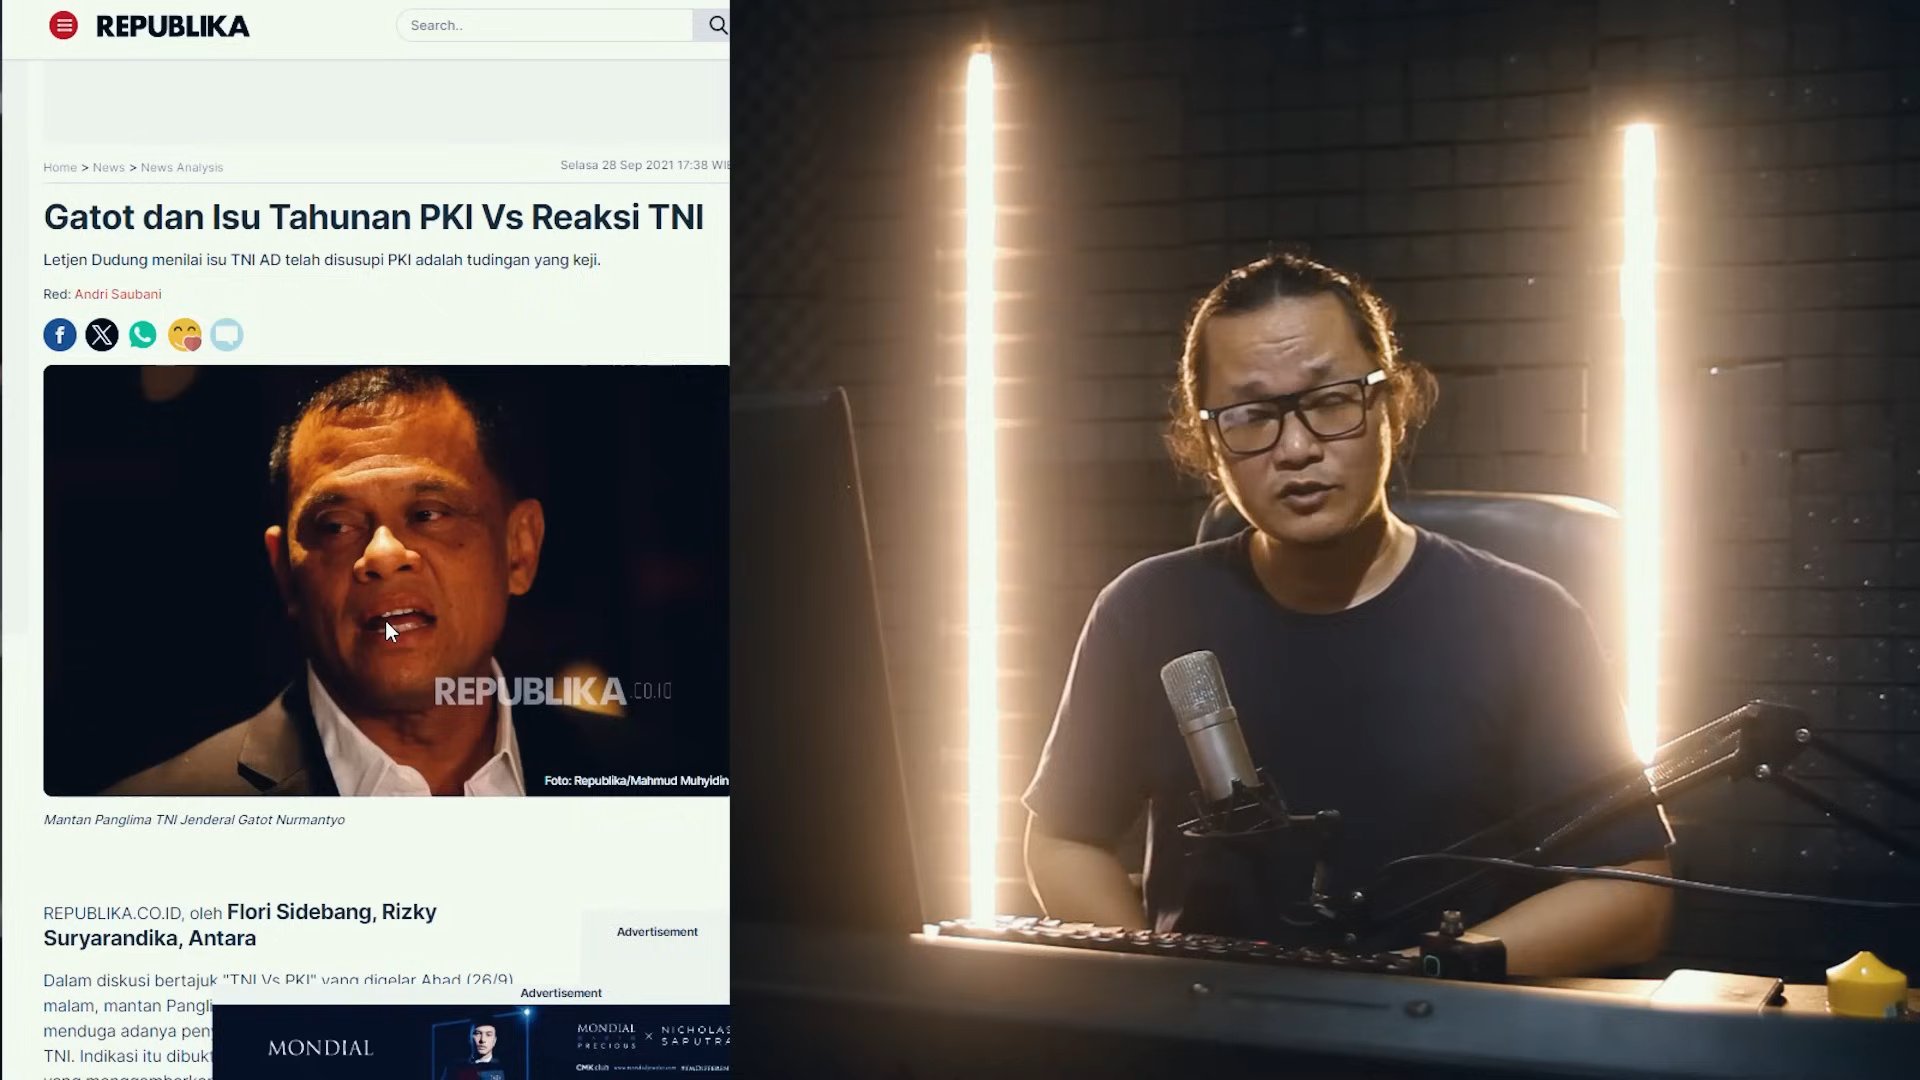 REPUBLIKA
Search..
Home > News > News Analysis
Selasa 28 Sep 2021 17:38
Gatot dan Isu Tahunan PKI Vs Reaksi TNI
Letjen Dudung menilai isu TNI AD telah disusupi PKI adalah tudingan yang keji.
Red: Andri Saubani
REPUBLIKA.CO.ID
Foto: Republika/Mahmud Muhyidin
Mantan Panglima TNI Jenderal Gatot Nurmantyo
REPUBLIKA.CO.ID, oleh Flori Sidebang, Rizky
Suryarandika, Antara
Advertisement
Dalam diskusi bertajuk "TNI Vs PKI" yang digelar Ahad (26/9)
Advertisement
malam, mantan
menduga adanya
TNI. Indikasi itu
MONDIAL
MONDIAL
PRECIOUS
X
NICHOLAS
SAPUTRA
CMK club